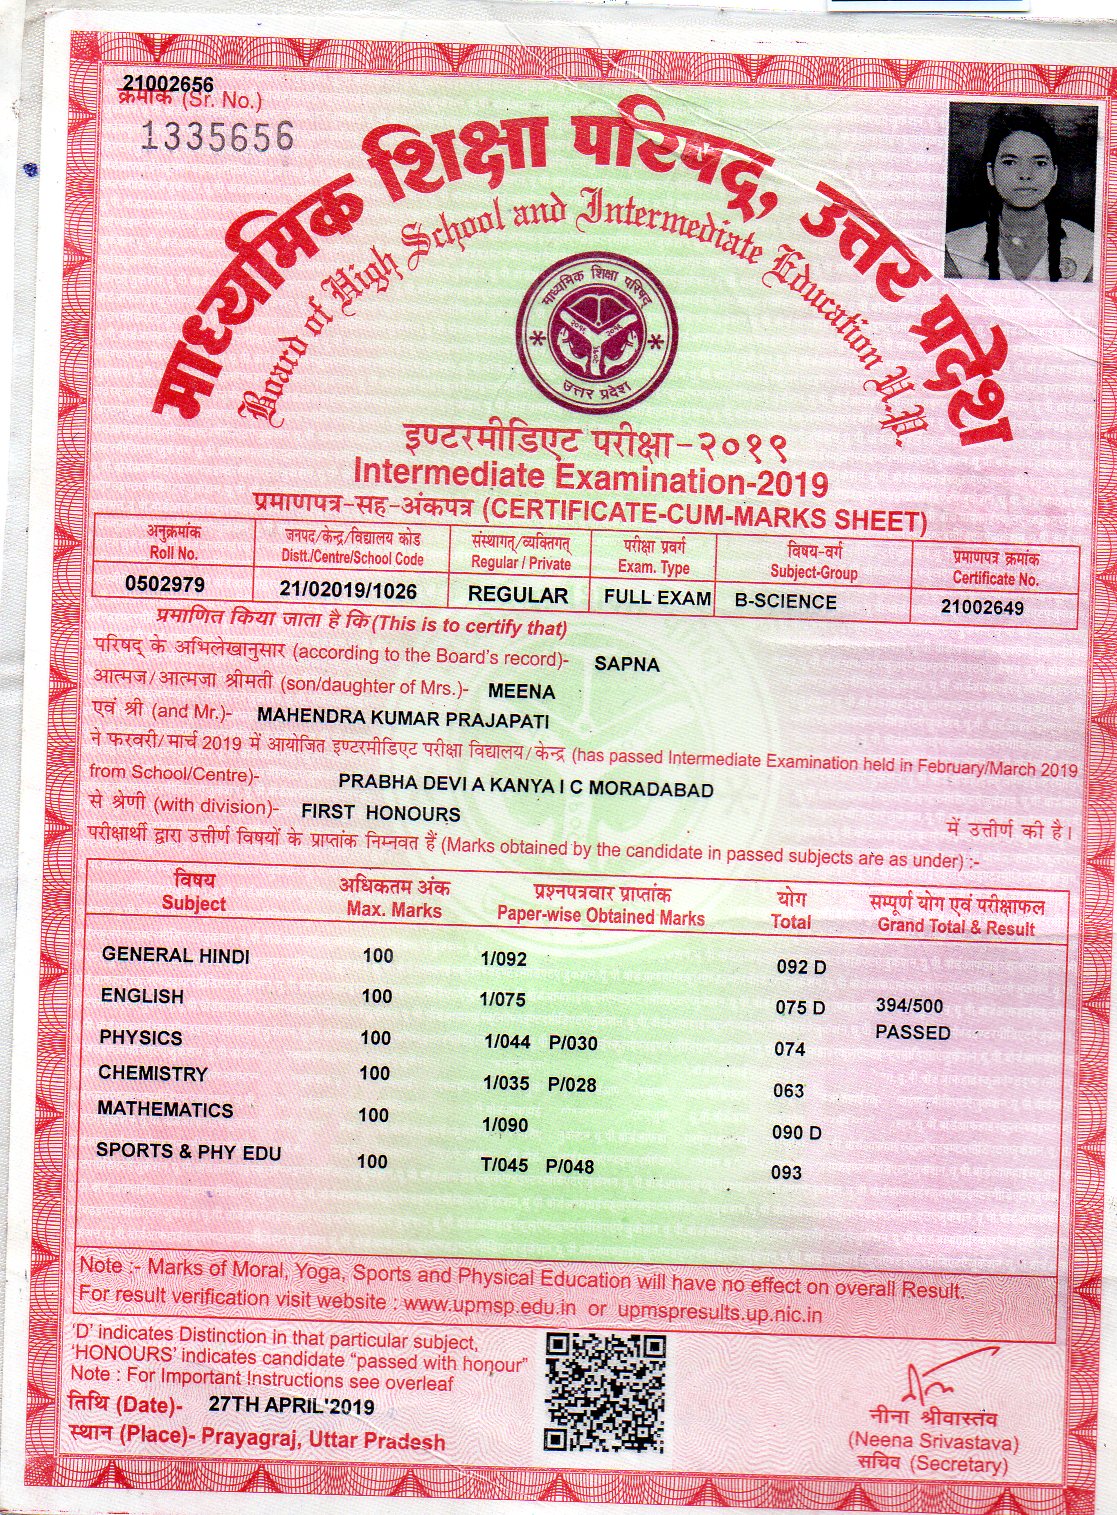 21002656
क्रमांक (Sr. No.)
1335656
माध्यमिक शिक्षा परिषद्, उत्तर प्रदेश
Board of High School and Intermediate Education U.P.
माध्यमिक शिक्षा परिषद्
उत्तर प्रदेश
इण्टरमीडिएट परीक्षा-२०१९
Intermediate Examination-2019
प्रमाणपत्र-सह-अंकपत्र (CERTIFICATE-CUM-MARKS SHEET)
अनुक्रमांक जनपद/केन्द्र/विद्यालय कोड संस्थागत्/व्यक्तिगत् परीक्षा प्रवर्ग विषय-वर्ग प्रमाणपत्र क्रमांक
Roll No. Distt./Centre/School Code Regular / Private Exam. Type Subject-Group Certificate No.
0502979 21/02019/1026 REGULAR FULL EXAM B-SCIENCE 21002649
प्रमाणित किया जाता है कि (This is to certify that)
परिषद् के अभिलेखानुसार (according to the Board's record)- SAPNA
आत्मज/आत्मजा श्रीमती (son/daughter of Mrs.)- MEENA
एवं श्री (and Mr.)- MAHENDRA KUMAR PRAJAPATI
ने फरवरी/मार्च 2019 में आयोजित इण्टरमीडिएट परीक्षा विद्यालय/केन्द्र (has passed Intermediate Examination held in February/March 2019
from School/Centre)- PRABHA DEVI A KANYA I C MORADABAD
से श्रेणी (with division)- FIRST HONOURS में उत्तीर्ण की है।
परीक्षार्थी द्वारा उत्तीर्ण विषयों के प्राप्तांक निम्नवत हैं (Marks obtained by the candidate in passed subjects are as under) :-
विषय अधिकतम अंक प्रश्नपत्रवार प्राप्तांक योग सम्पूर्ण योग एवं परीक्षाफल
Subject Max. Marks Paper-wise Obtained Marks Total Grand Total & Result
GENERAL HINDI 100 1/092 092 D
ENGLISH 100 1/075 075 D 394/500
PASSED
PHYSICS 100 1/044 P/030 074
CHEMISTRY 100 1/035 P/028 063
MATHEMATICS 100 1/090 090 D
SPORTS & PHY EDU 100 T/045 P/048 093
Note :- Marks of Moral, Yoga, Sports and Physical Education will have no effect on overall Result.
For result verification visit website : www.upmsp.edu.in or upmspresults.up.nic.in
'D' indicates Distinction in that particular subject,
'HONOURS' indicates candidate "passed with honour"
Note : For Important Instructions see overleaf
तिथि (Date)- 27TH APRIL'2019
स्थान (Place)- Prayagraj, Uttar Pradesh
नीना श्रीवास्तव
(Neena Srivastava)
सचिव (Secretary)